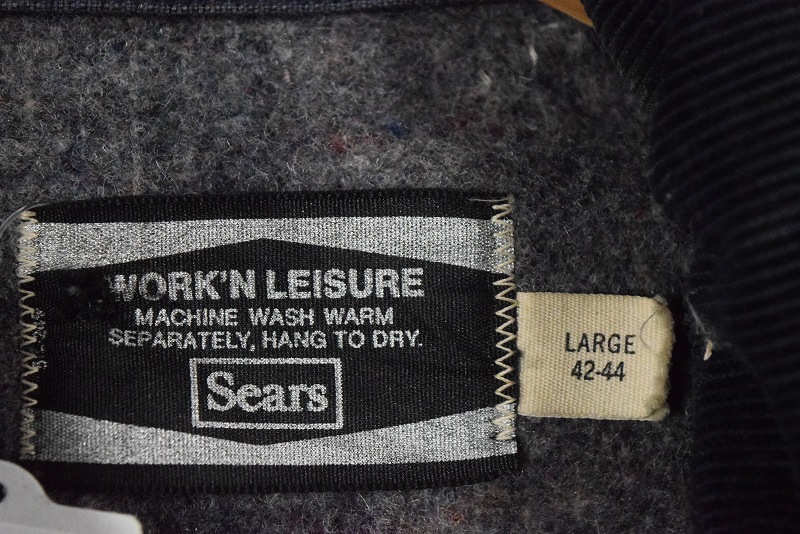 WORK'N LEISURE
MACHINE WASH WARM
SEPARATELY, HANG TO DRY.
Sears
LARGE
42-44